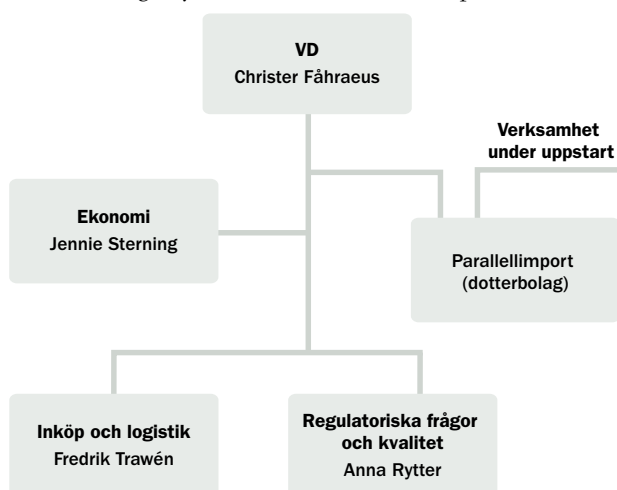 VD
Christer Fåhraeus
Verksamhet
under uppstart
Ekonomi
Jennie Sterning
Parallellimport
(dotterbolag)
Inköp och logistik
Fredrik Trawén
Regulatoriska frågor
och kvalitet
Anna Rytter